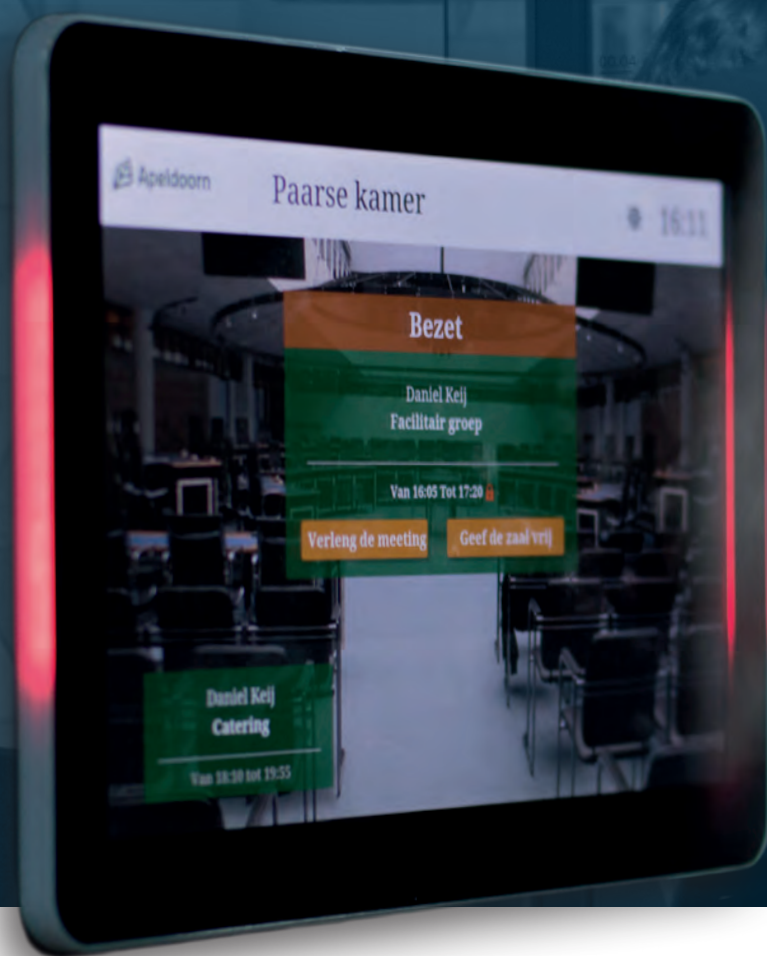 Apeldoorn
Paarse kamer
16:11
Bezet
Daniel Keij
Facilitair groep
Van 16:05 Tot 17:20
Verleng de meeting
Geef de zaal vrij
Daniel Keij
Catering
Van 18:50 tot 19:55